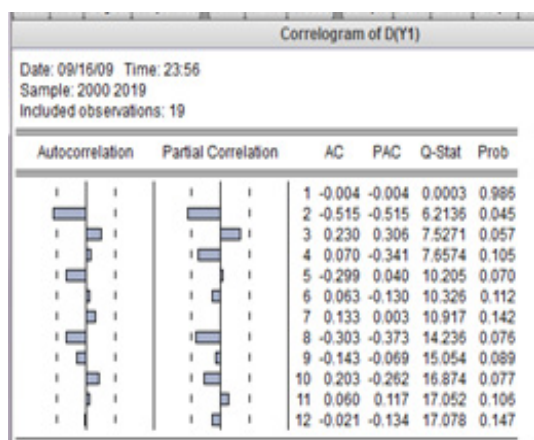 Correlogram of D(Y1)
Date: 09/16/09 Time: 23:56
Sample: 2000 2019
Included observations: 19
Autocorrelation Partial Correlation AC PAC Q-Stat Prob
1 -0.004 -0.004 0.0003 0.986
2 -0.515 -0.515 6.2136 0.045
3 0.230 0.306 7.5271 0.057
4 0.070 -0.341 7.6574 0.105
5 -0.299 0.040 10.205 0.070
6 0.063 -0.130 10.326 0.112
7 0.133 0.003 10.917 0.142
8 -0.303 -0.373 14.236 0.076
9 -0.143 -0.069 15.054 0.089
10 0.203 -0.262 16.874 0.077
11 0.060 0.117 17.052 0.106
12 -0.021 -0.134 17.078 0.147